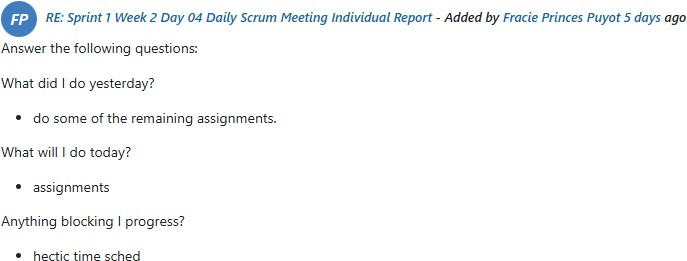 FP RE: Sprint 1 Week 2 Day 04 Daily Scrum Meeting Individual Report - Added by Fracie Princes Puyot 5 days ago
Answer the following questions:
What did I do yesterday?
• do some of the remaining assignments.
What will I do today?
• assignments
Anything blocking I progress?
• hectic time sched